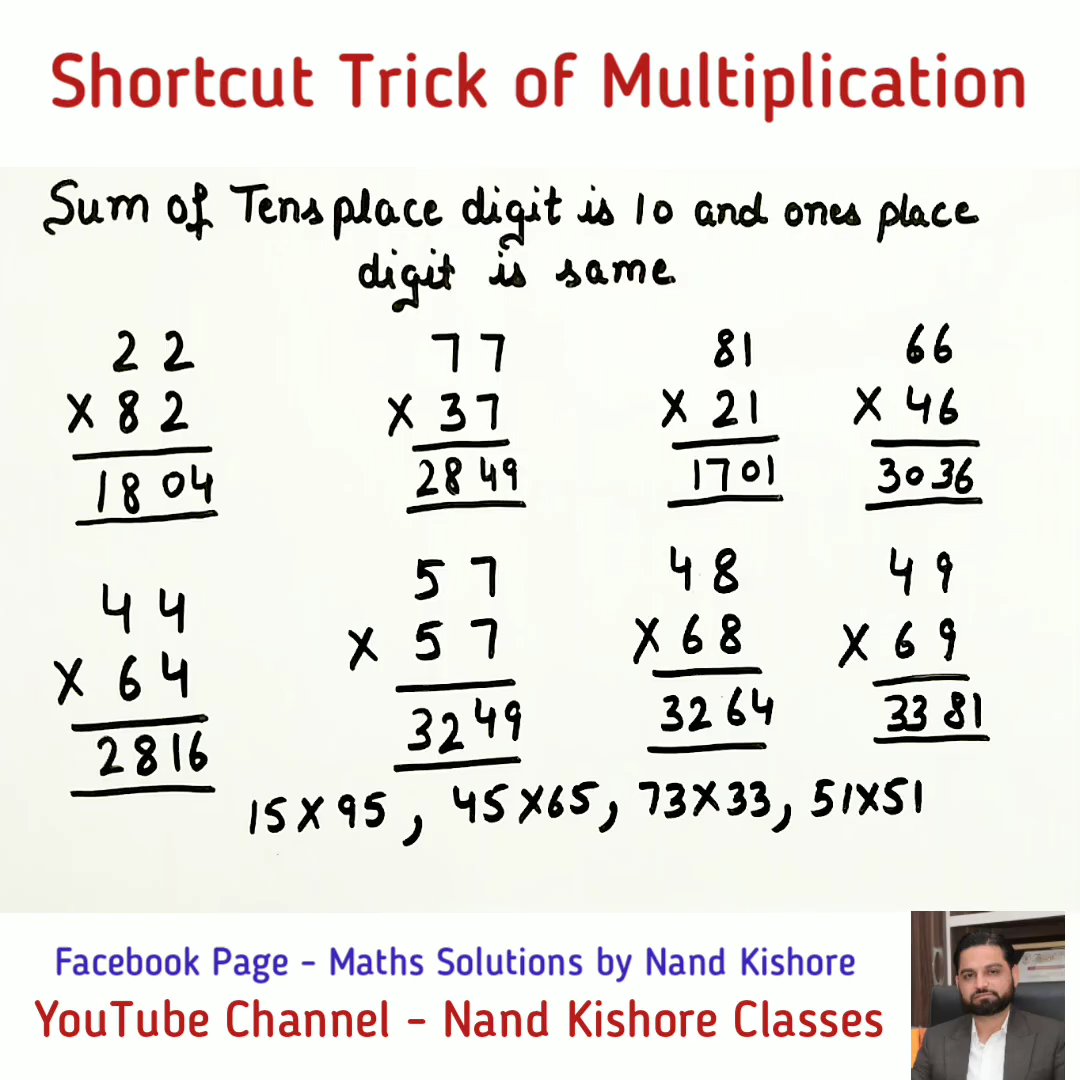 Shortcut Trick of Multiplication
Sum of Tens place digit is 10 and ones place
digit is same
22
X 82
1804
77
X 37
2849
81
X 21
1701
66
X 46
3036
44
X 64
2816
57
X 57
3249
48
X 68
3264
49
X 69
3381
15X95, 45X65, 73X33, 51X51
Facebook Page - Maths Solutions by Nand Kishore
YouTube Channel - Nand Kishore Classes